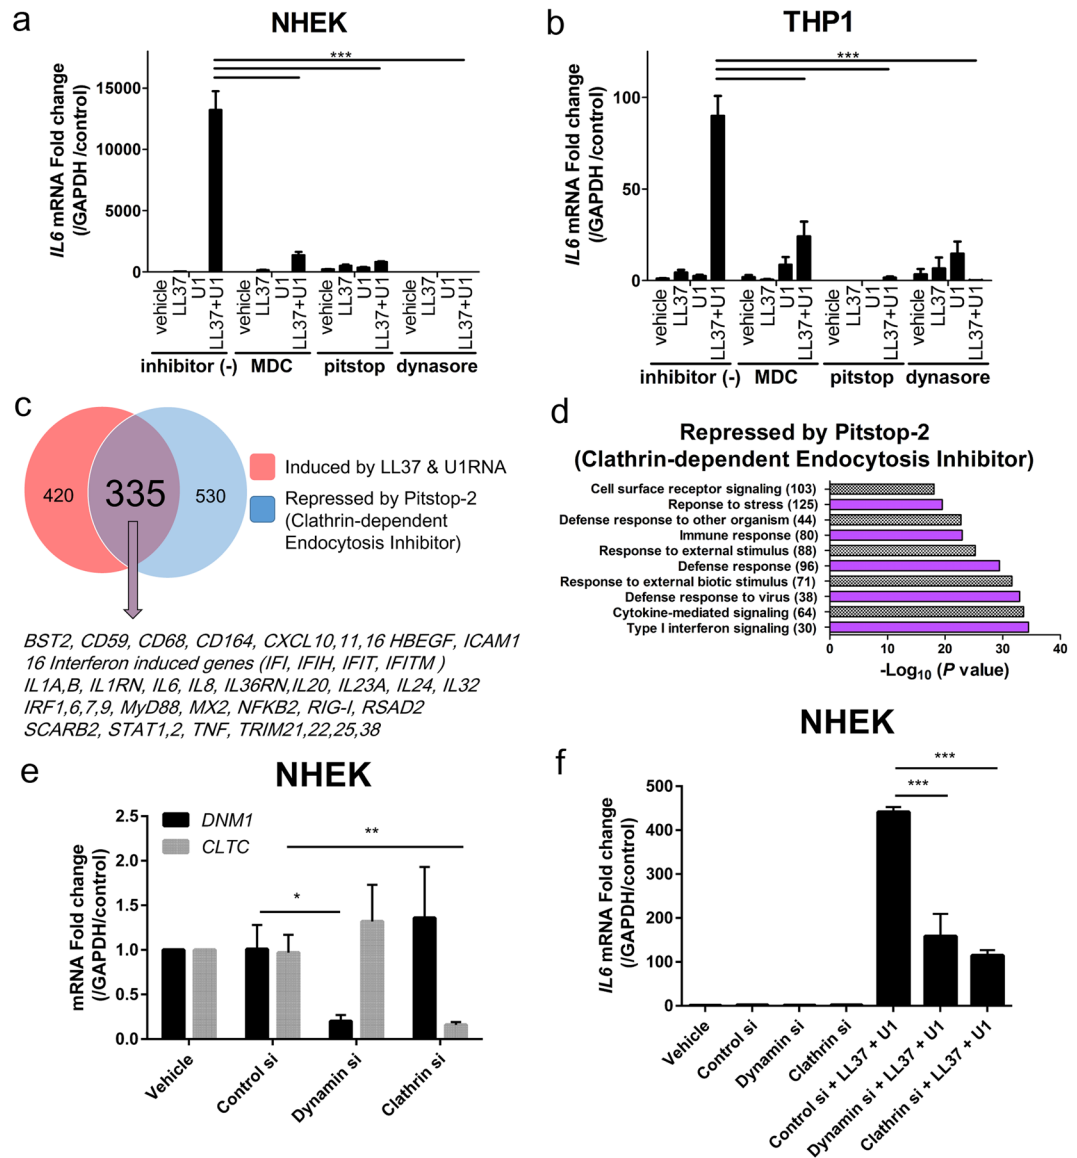 a
NHEK
IL6 mRNA Fold change
(/GAPDH /control)
15000
10000
5000
0
***
vehicle
LL37
U1
LL37+U1
vehicle
LL37
U1
LL37+U1
vehicle
LL37
U1
LL37+U1
vehicle
LL37
U1
LL37+U1
inhibitor (-)
MDC
pitstop
dynasore
b
THP1
IL6 mRNA Fold change
(/GAPDH /control)
100
50
0
***
vehicle
LL37
U1
LL37+U1
vehicle
LL37
U1
LL37+U1
vehicle
LL37
U1
LL37+U1
vehicle
LL37
U1
LL37+U1
inhibitor (-)
MDC
pitstop
dynasore
c
420
335
530
Induced by LL37 & U1RNA
Repressed by Pitstop-2
(Clathrin-dependent
Endocytosis Inhibitor)
BST2, CD59, CD68, CD164, CXCL10,11,16 HBEGF, ICAM1
16 Interferon induced genes (IFI, IFIH, IFIT, IFITM )
IL1A,B, IL1RN, IL6, IL8, IL36RN,IL20, IL23A, IL24, IL32
IRF1,6,7,9, MyD88, MX2, NFKB2, RIG-I, RSAD2
SCARB2, STAT1,2, TNF, TRIM21,22,25,38
d
Repressed by Pitstop-2
(Clathrin-dependent Endocytosis Inhibitor)
Cell surface receptor signaling (103)
Reponse to stress (125)
Defense response to other organism (44)
Immune response (80)
Response to external stimulus (88)
Defense response (96)
Response to external biotic stimulus (71)
Defense response to virus (38)
Cytokine-mediated signaling (64)
Type I interferon signaling (30)
0
10
20
30
40
-Log10 (P value)
e
NHEK
mRNA Fold change
(/GAPDH/control)
2.5
2.0
1.5
1.0
0.5
0.0
DNM1
CLTC
**
*
Vehicle
Control si
Dynamin si
Clathrin si
f
NHEK
IL6 mRNA Fold change
(/GAPDH/control)
500
400
300
200
100
0
***
***
Vehicle
Control si
Dynamin si
Clathrin si
Control si + LL37 + U1
Dynamin si + LL37 + U1
Clathrin si + LL37 + U1